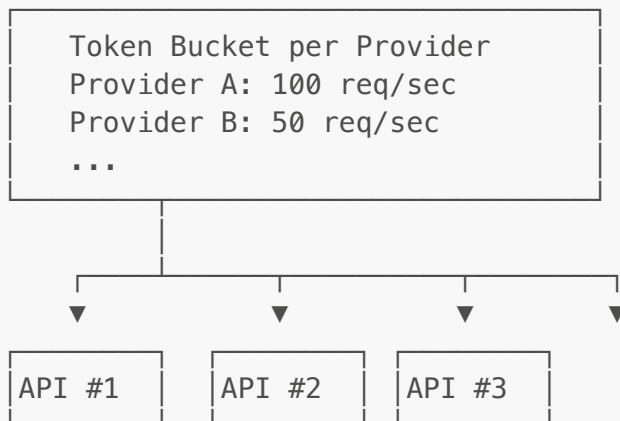 Token Bucket per Provider
Provider A: 100 req/sec
Provider B: 50 req/sec
...
API #1 API #2 API #3